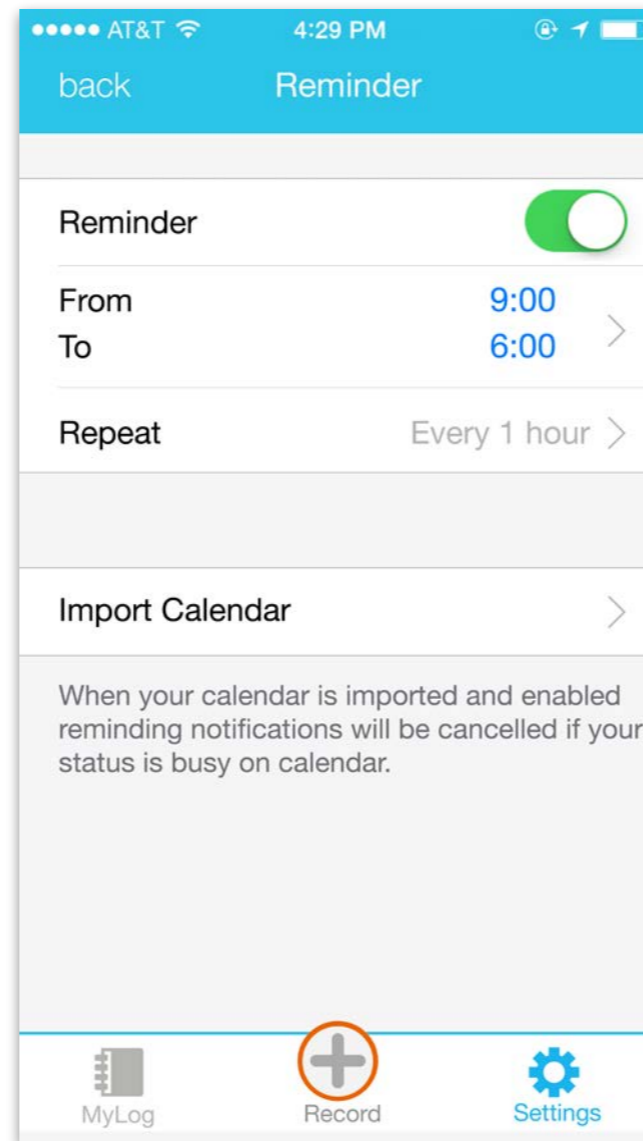 AT&T 4:29 PM
back Reminder
Reminder
From 9:00
To 6:00
Repeat Every 1 hour
Import Calendar
When your calendar is imported and enabled
reminding notifications will be cancelled if your
status is busy on calendar.
MyLog Record Settings